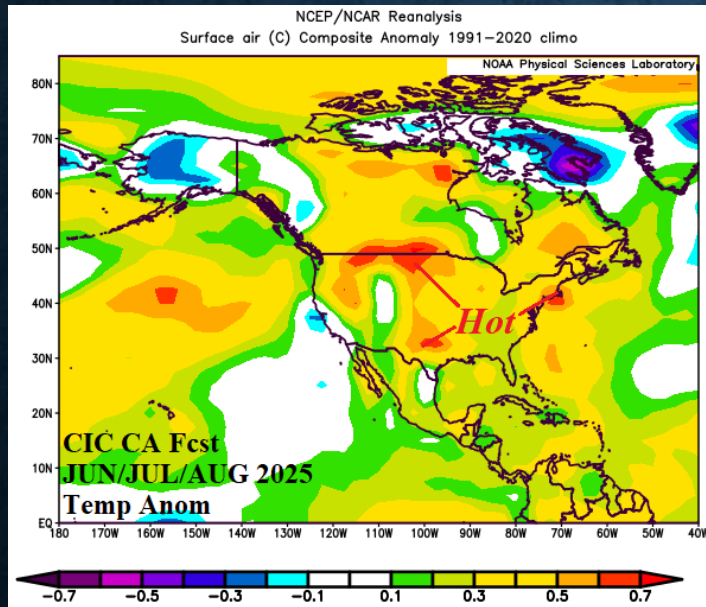 NCEP/NCAR Reanalysis
Surface air (C) Composite Anomaly 1991–2020 climo
NOAA Physical Sciences Laboratory
80N
70N
60N
50N
40N
30N
20N
10N
EQ
Hot
CIC CA Fcst
JUN/JUL/AUG 2025
Temp Anom
180 170W 160W 150W 140W 130W 120W 110W 100W 90W 80W 70W 60W 50W 40W
−0.7 −0.5 −0.3 −0.1 0.1 0.3 0.5 0.7